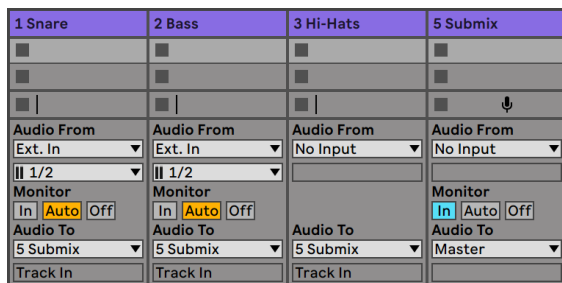 1 Snare 2 Bass 3 Hi-Hats 5 Submix
Audio From Audio From Audio From Audio From
Ext. In Ext. In No Input No Input
1/2 1/2
Monitor Monitor Monitor
In Auto Off In Auto Off In Auto Off
Audio To Audio To Audio To Audio To
5 Submix 5 Submix 5 Submix Master
Track In Track In Track In